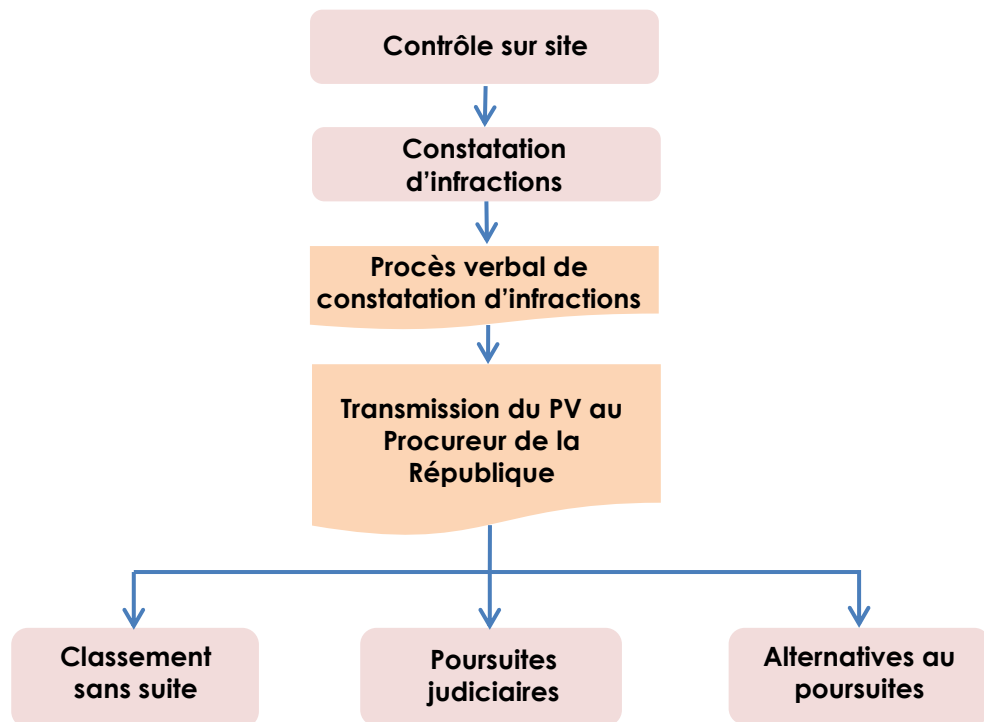 Contrôle sur site
Constatation
d’infractions
Procès verbal de
constatation d’infractions
Transmission du PV au
Procureur de la
République
Classement
sans suite
Poursuites
judiciaires
Alternatives au
poursuites